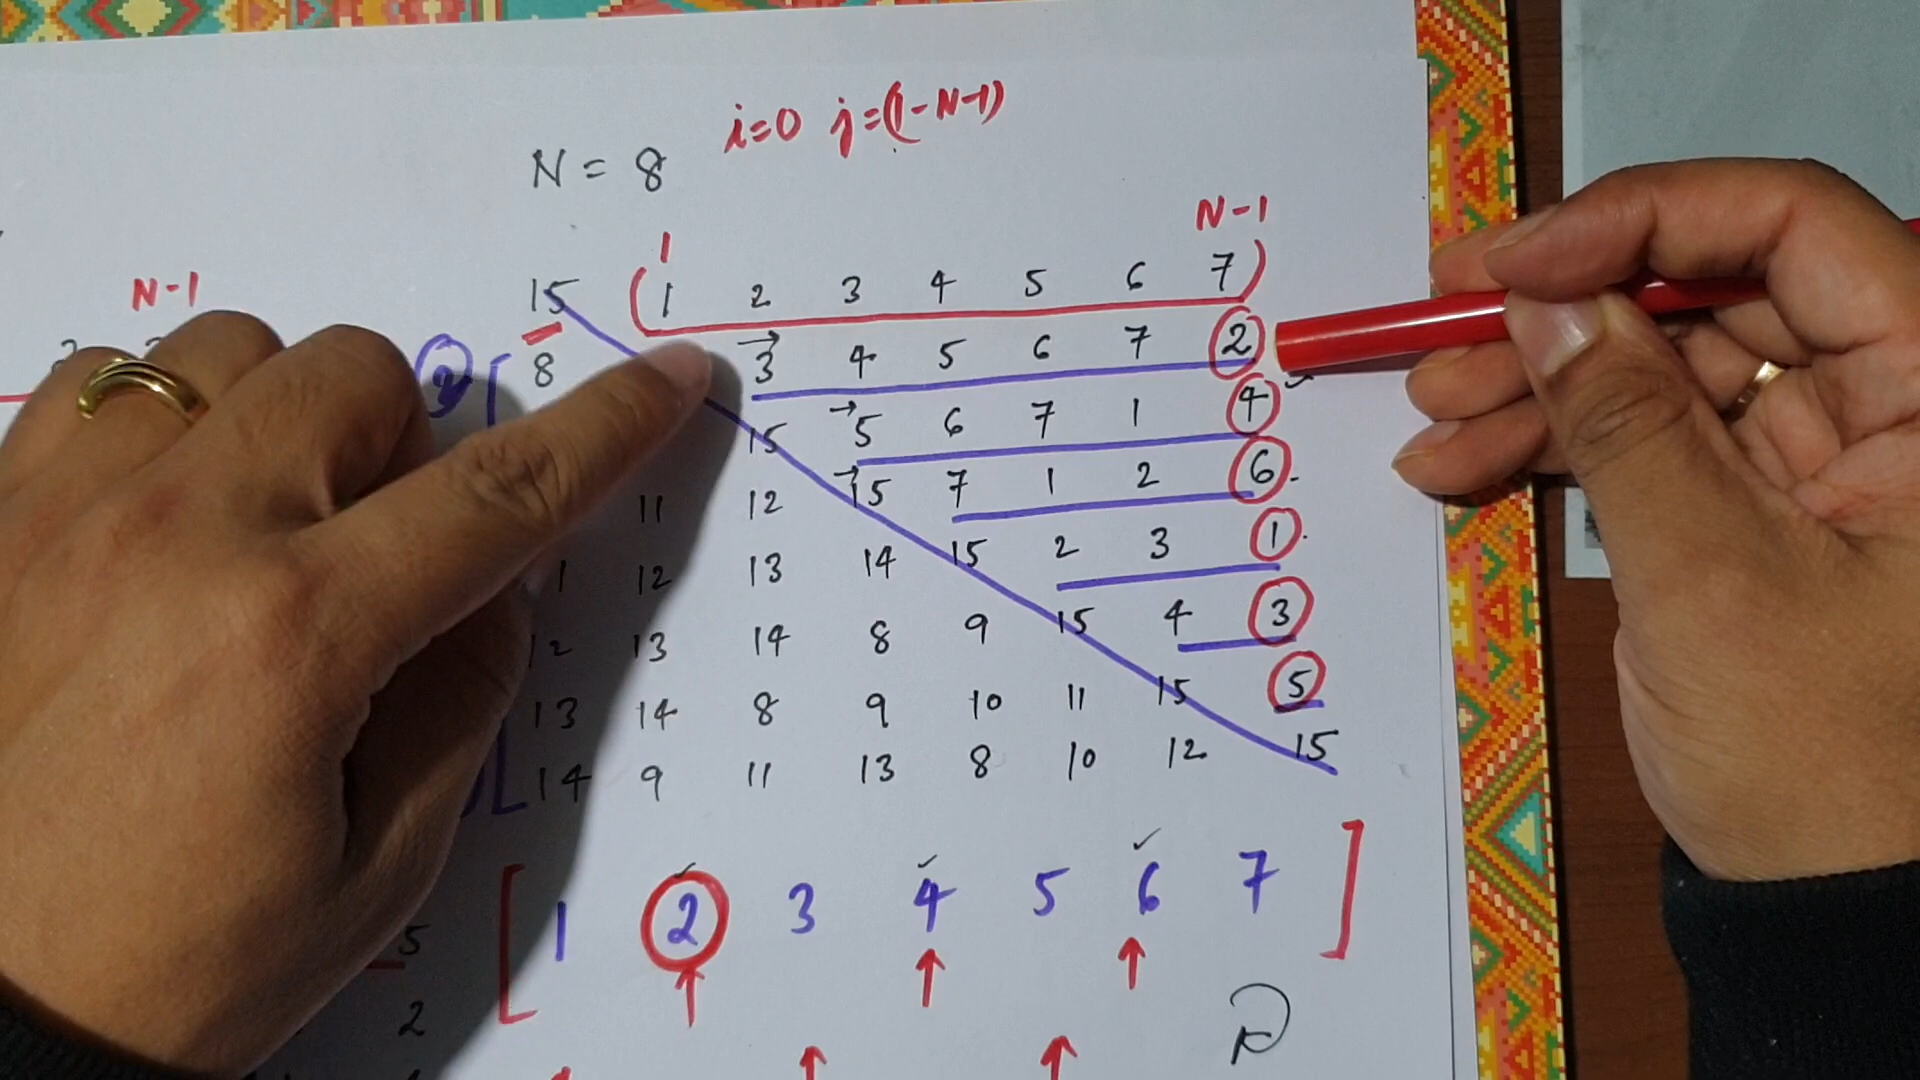 i=0 j=(1-N-1)
N = 8
N-1
N-1
1
15 (1 2 3 4 5 6 7)
8 3 4 5 6 7 2
15 5 6 7 1 4
11 12 15 7 1 2 6
1 12 13 14 15 2 3 1
12 13 14 8 9 15 4 3
13 14 8 9 10 11 15 5
14 9 11 13 8 10 12 15
[1 2 3 4 5 6 7]
5
2